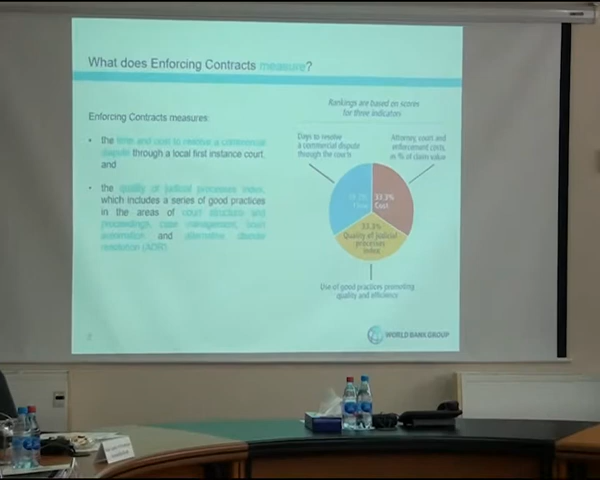 What does Enforcing Contracts measure?
Enforcing Contracts measures:
• the time and cost to resolve a commercial
dispute through a local first instance court,
and
• the quality of judicial processes index,
which includes a series of good practices
in the areas of court structure and
proceedings, case management, court
automation and alternative dispute
resolution (ADR)
Rankings are based on scores
for three indicators
Days to resolve
a commercial dispute
through the courts
Attorney, court and
enforcement costs
as % of claim value
Time
Cost
33.3%
Quality of judicial
processes
index
Use of good practices promoting
quality and efficiency
WORLD BANK GROUP